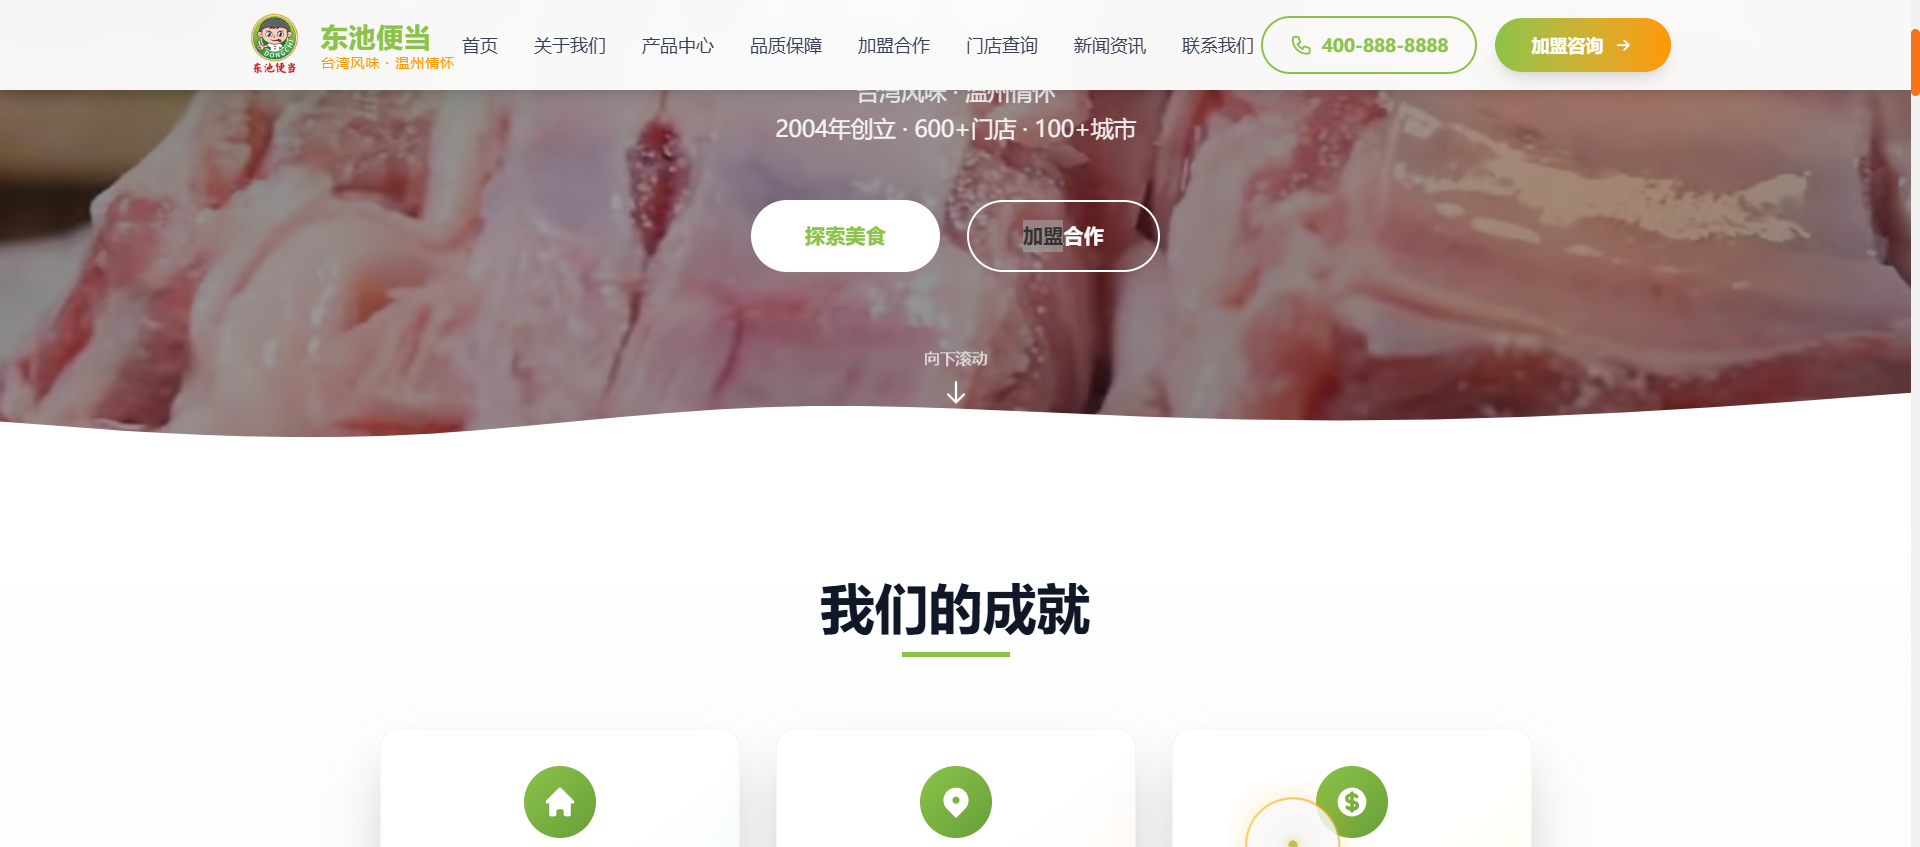 东池便当
台湾风味 · 温州情怀
DONGCHI
东池便当
首页
关于我们
产品中心
品质保障
加盟合作
门店查询
新闻资讯
联系我们
400-888-8888
加盟咨询
台湾风味 · 温州情怀
2004年创立 · 600+门店 · 100+城市
探索美食
加盟合作
向下滚动
我们的成就